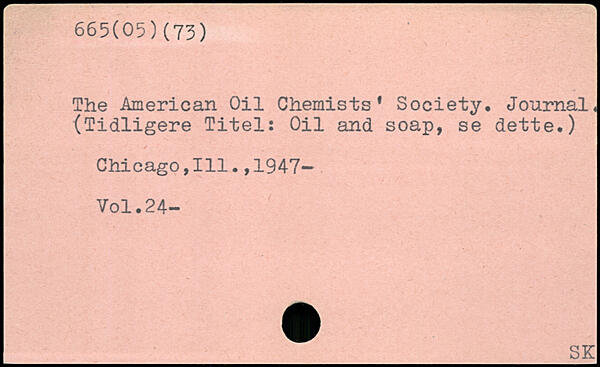 665(05)(73)
The American Oil Chemists' Society. Journal.
(Tidligere Titel: Oil and soap, se dette.)
Chicago,Ill.,1947-
Vol.24-
SK